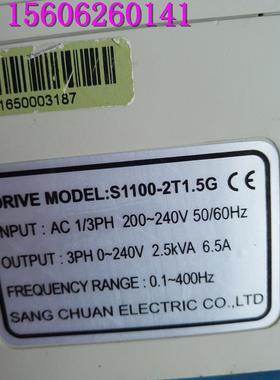 15606260141
1650003187
DRIVE MODEL:S1100-2T1.5G CE
INPUT : AC 1/3PH 200~240V 50/60Hz
OUTPUT : 3PH 0~240V 2.5kVA 6.5A
FREQUENCY RANGE : 0.1~400Hz
SANG CHUAN ELECTRIC CO.,LTD